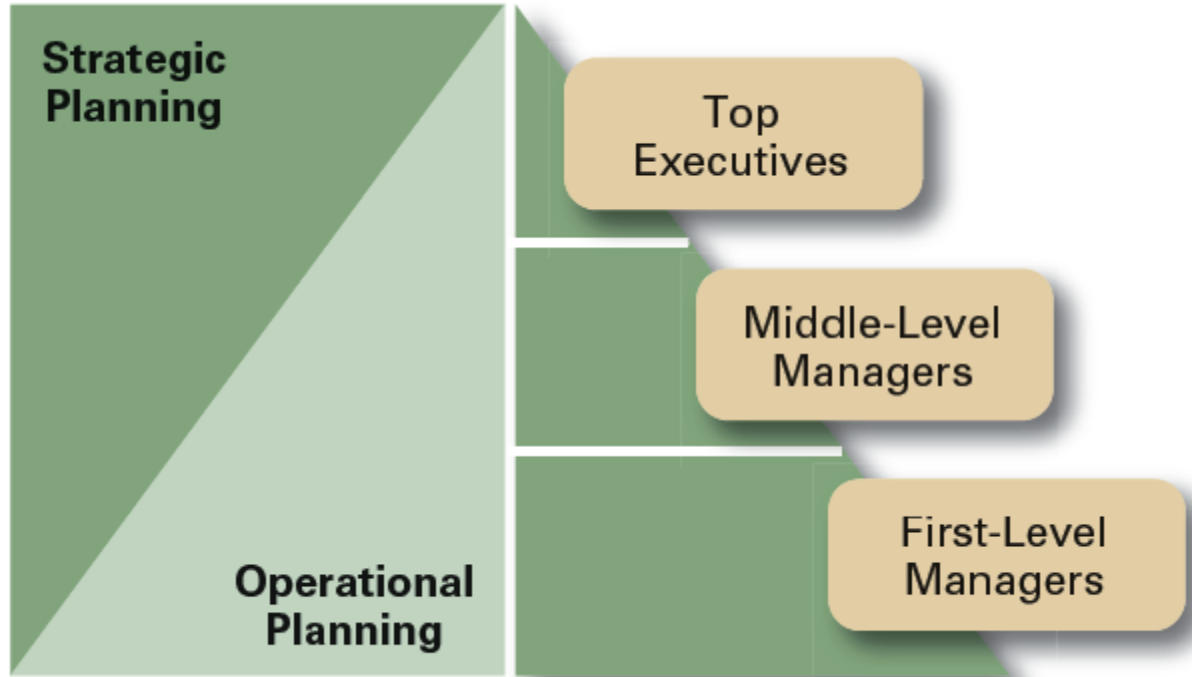 Strategic
Planning
Top
Executives
Middle-Level
Managers
First-Level
Managers
Operational
Planning